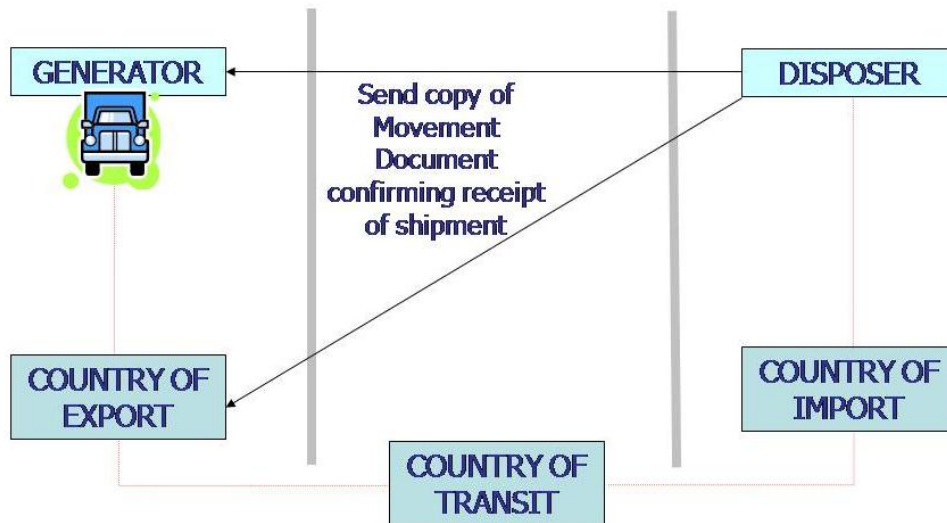 GENERATOR
DISPOSER
Send copy of
Movement
Document
confirming receipt
of shipment
COUNTRY OF
EXPORT
COUNTRY OF
IMPORT
COUNTRY OF
TRANSIT